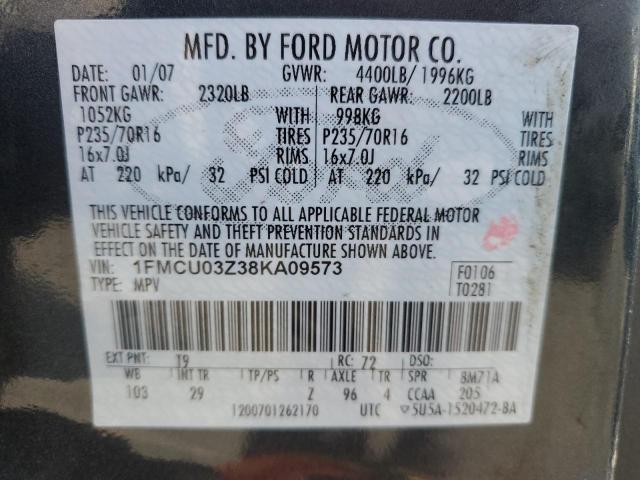 MFD. BY FORD MOTOR CO.
DATE: 01/07 GVWR: 4400LB/ 1996KG
FRONT GAWR: 2320LB REAR GAWR: 2200LB
1052KG WITH 998KG WITH
P235/70R16 TIRES P235/70R16 TIRES
16x7.0J RIMS 16x7.0J RIMS
AT 220 kPa/ 32 PSI COLD AT 220 kPa/ 32 PSI COLD
THIS VEHICLE CONFORMS TO ALL APPLICABLE FEDERAL MOTOR
VEHICLE SAFETY AND THEFT PREVENTION STANDARDS IN
EFFECT ON THE DATE OF MANUFACTURE SHOWN ABOVE.
VIN: 1FMCU03Z38KA09573 F0106
TYPE: MPV T0281
EXT PNT: T9 RC: 72 DSO:
WB INT TR TP/PS R AXLE TR SPR 8M71A
103 29 Z 96 4 CCAA 205
1200701262170 UTC ▽5U5A-1520472-BA